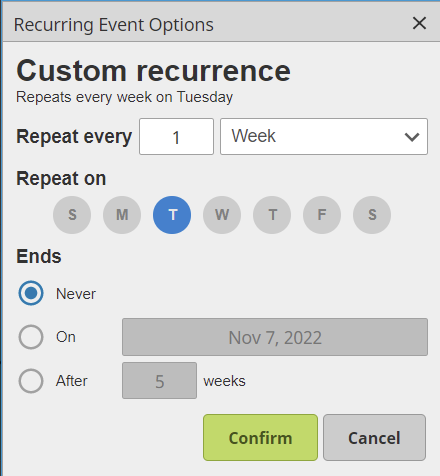 Recurring Event Options
Custom recurrence
Repeats every week on Tuesday
Repeat every 1 Week
Repeat on
S M T W T F S
Ends
Never
On Nov 7, 2022
After 5 weeks
Confirm Cancel